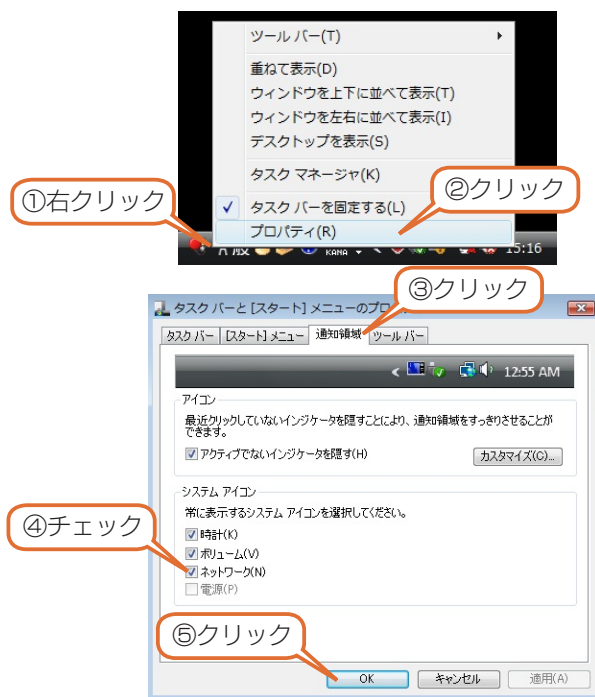 ツール バー(T)
重ねて表示(D)
ウィンドウを上下に並べて表示(T)
ウィンドウを左右に並べて表示(I)
デスクトップを表示(S)
タスク マネージャ(K)
②クリック
①右クリック
タスク バーを固定する(L)
プロパティ(R)
KANA
15:16
③クリック
タスク バーと [スタート] メニューのプロ
タスク バー
[スタート] メニュー
通知領域
ツール バー
12:55 AM
アイコン
最近クリックしていないインジケータを隠すことにより、通知領域をすっきりさせることが
できます。
アクティブでないインジケータを隠す(H)
カスタマイズ(C)...
システム アイコン
常に表示するシステム アイコンを選択してください。
④チェック
時計(K)
ボリューム(V)
ネットワーク(N)
電源(P)
⑤クリック
OK
キャンセル
適用(A)